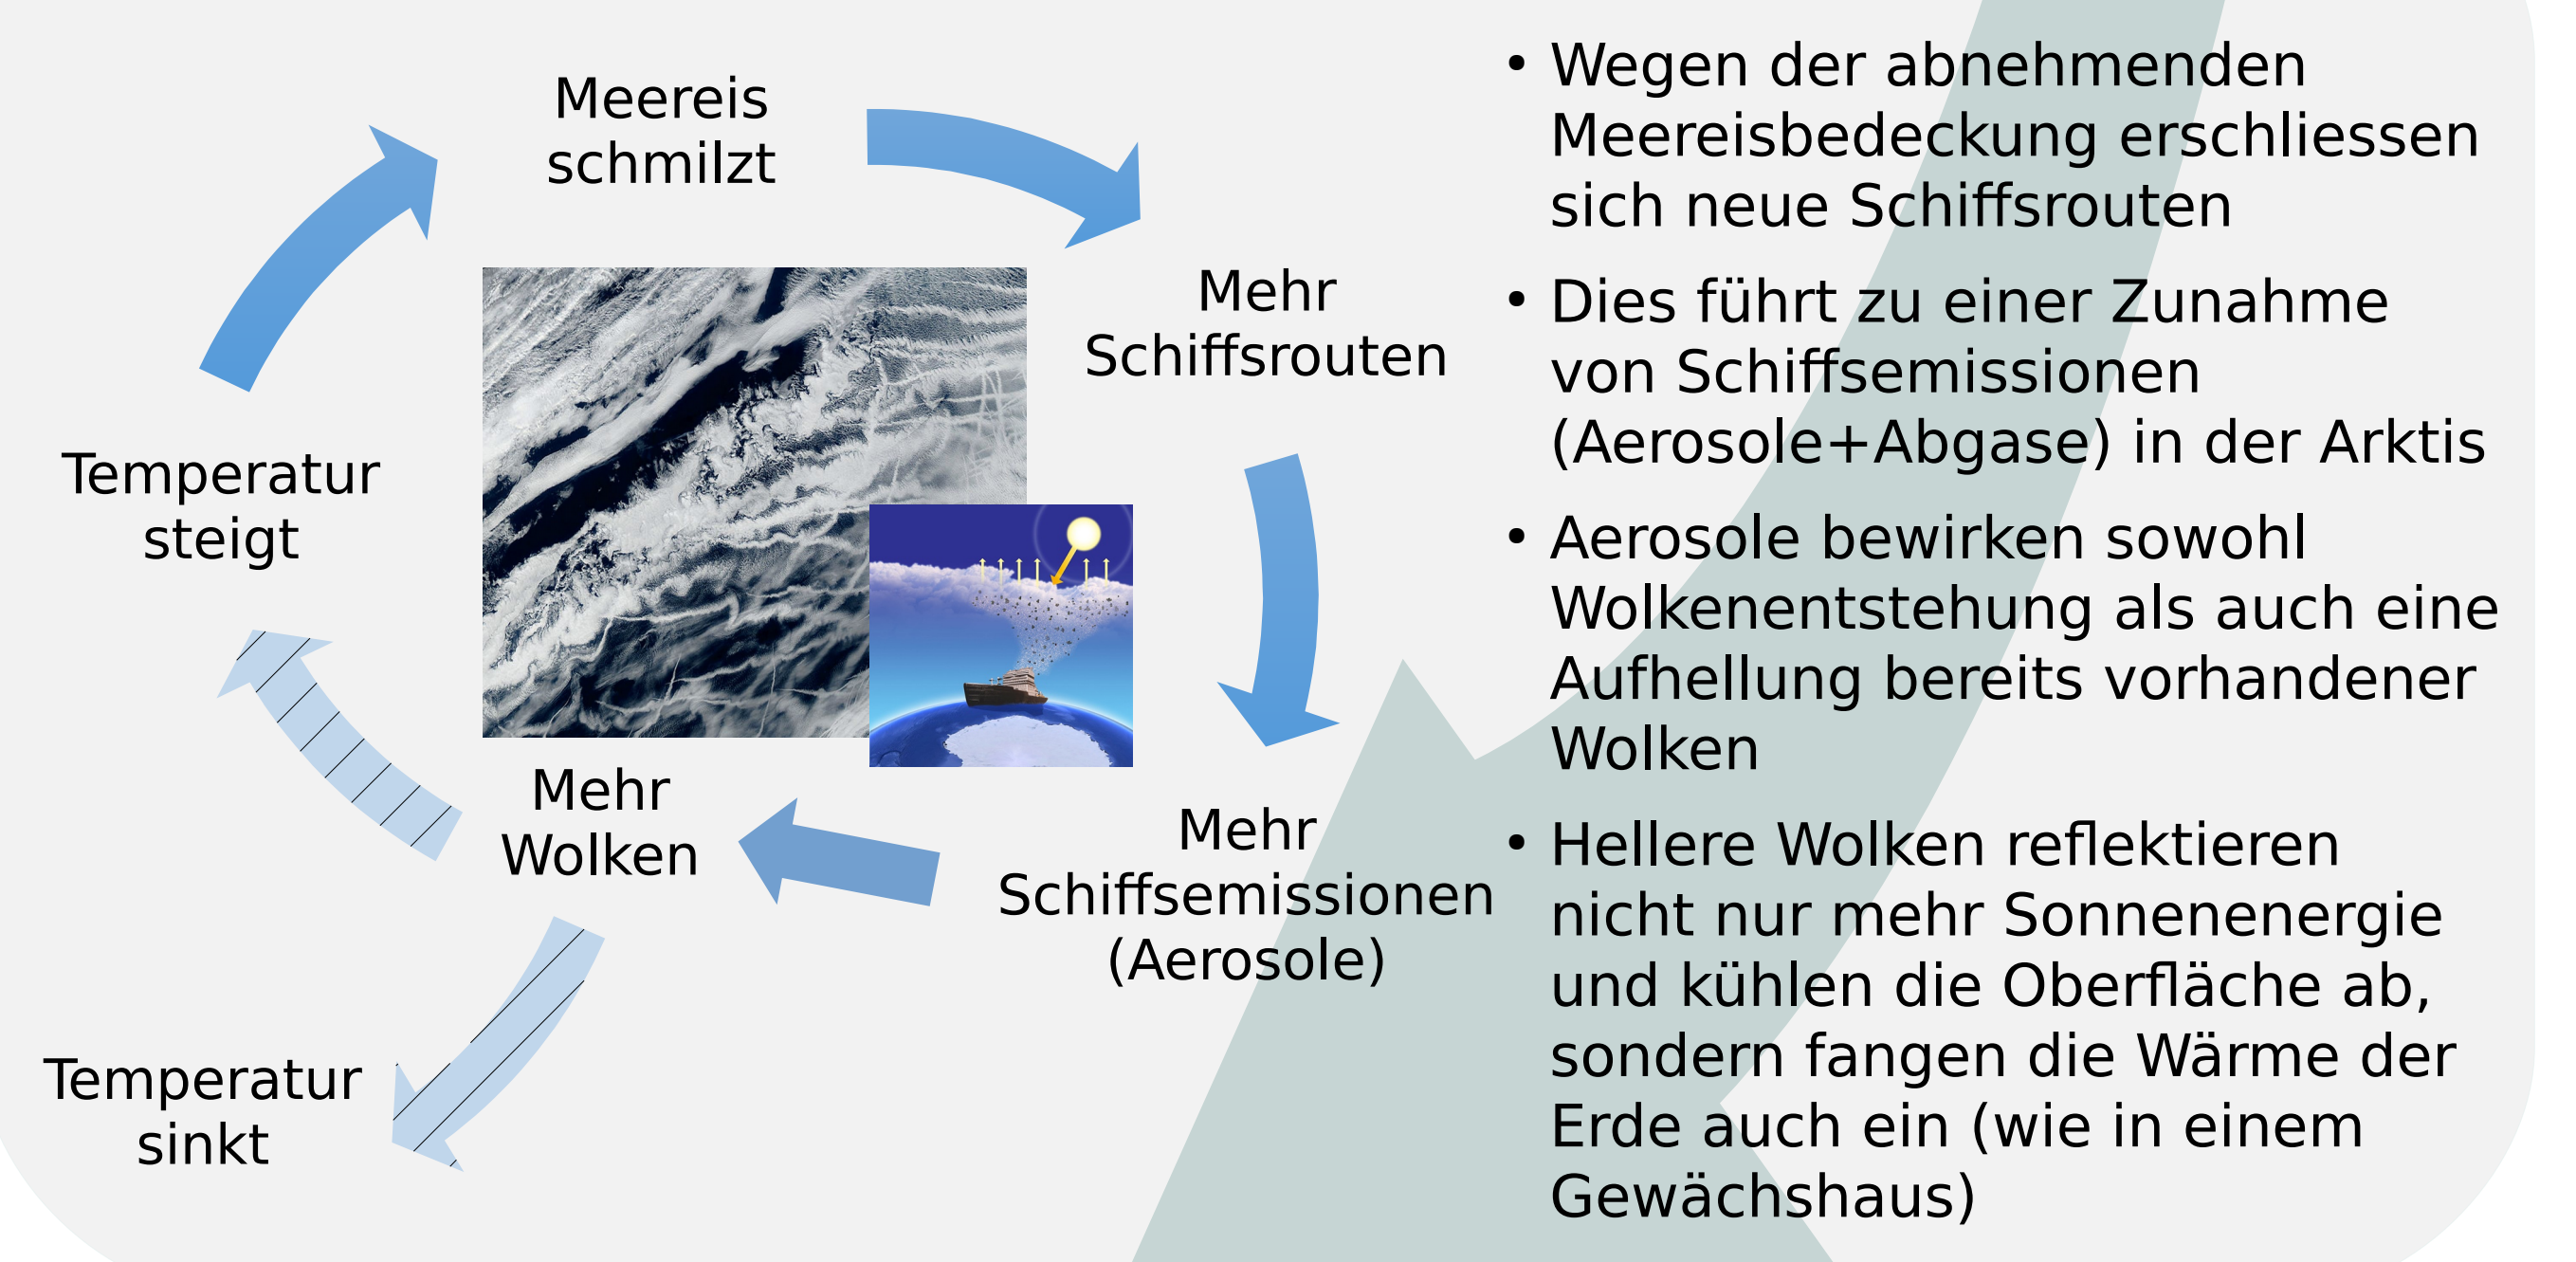 Meereis
schmilzt
Mehr
Schiffsrouten
Mehr
Schiffsemissionen
(Aerosole)
Mehr
Wolken
Temperatur
steigt
Temperatur
sinkt
• Wegen der abnehmenden
Meereisbedeckung erschliessen
sich neue Schiffsrouten
• Dies führt zu einer Zunahme
von Schiffsemissionen
(Aerosole+Abgase) in der Arktis
• Aerosole bewirken sowohl
Wolkenentstehung als auch eine
Aufhellung bereits vorhandener
Wolken
• Hellere Wolken reflektieren
nicht nur mehr Sonnenenergie
und kühlen die Oberfläche ab,
sondern fangen die Wärme der
Erde auch ein (wie in einem
Gewächshaus)